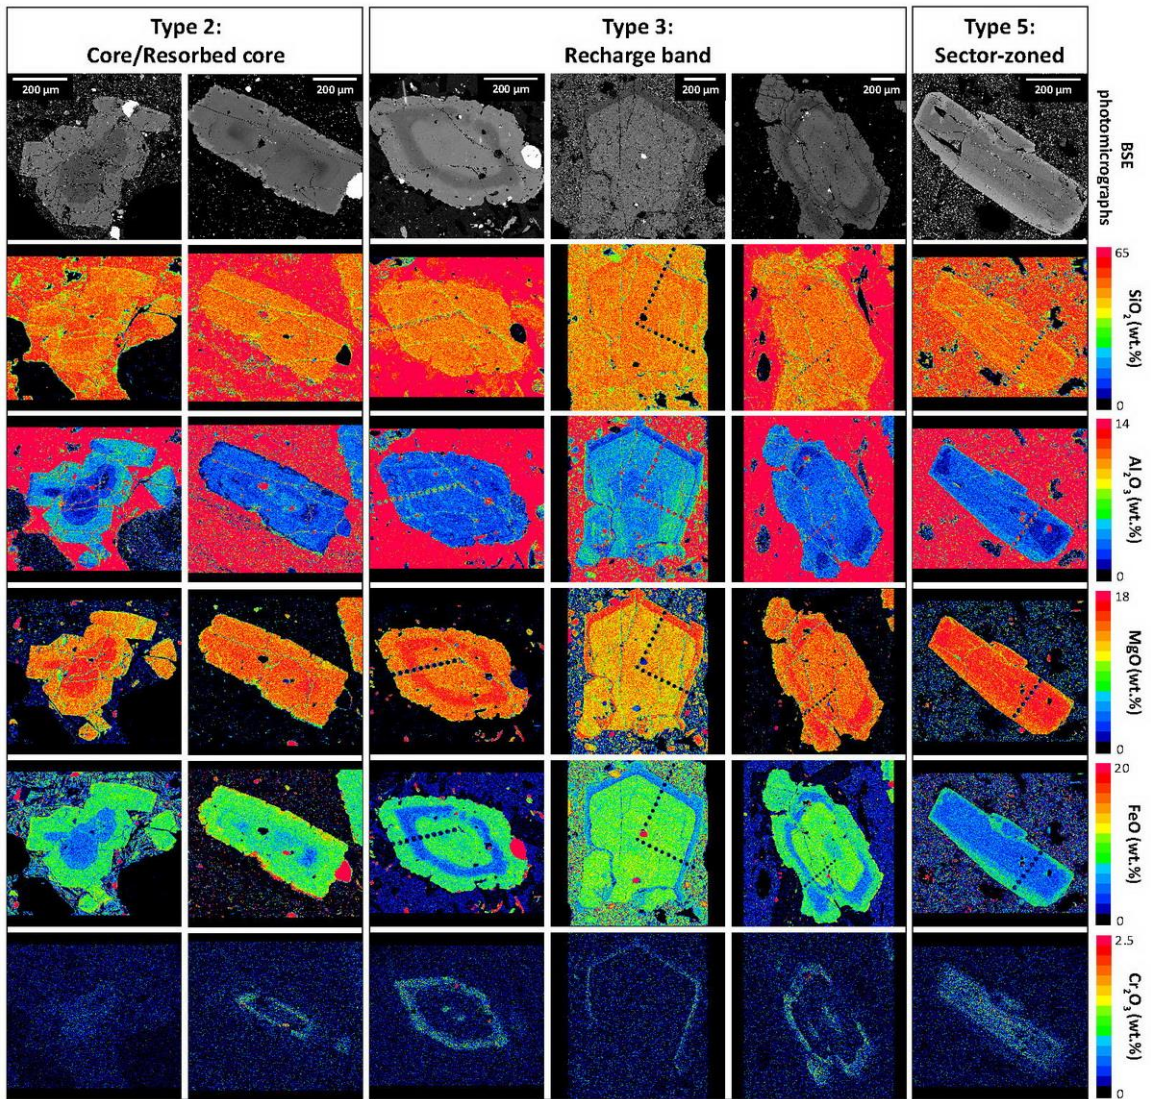 Type 2:
Core/Resorbed core
Type 3:
Recharge band
Type 5:
Sector-zoned
200 µm
200 µm
200 µm
200 µm
200 µm
200 µm
BSE
photomicrographs
65
SiO₂ (wt.%)
0
14
Al₂O₃ (wt.%)
0
18
MgO (wt.%)
0
20
FeO (wt.%)
0
2.5
Cr₂O₃ (wt.%)
0